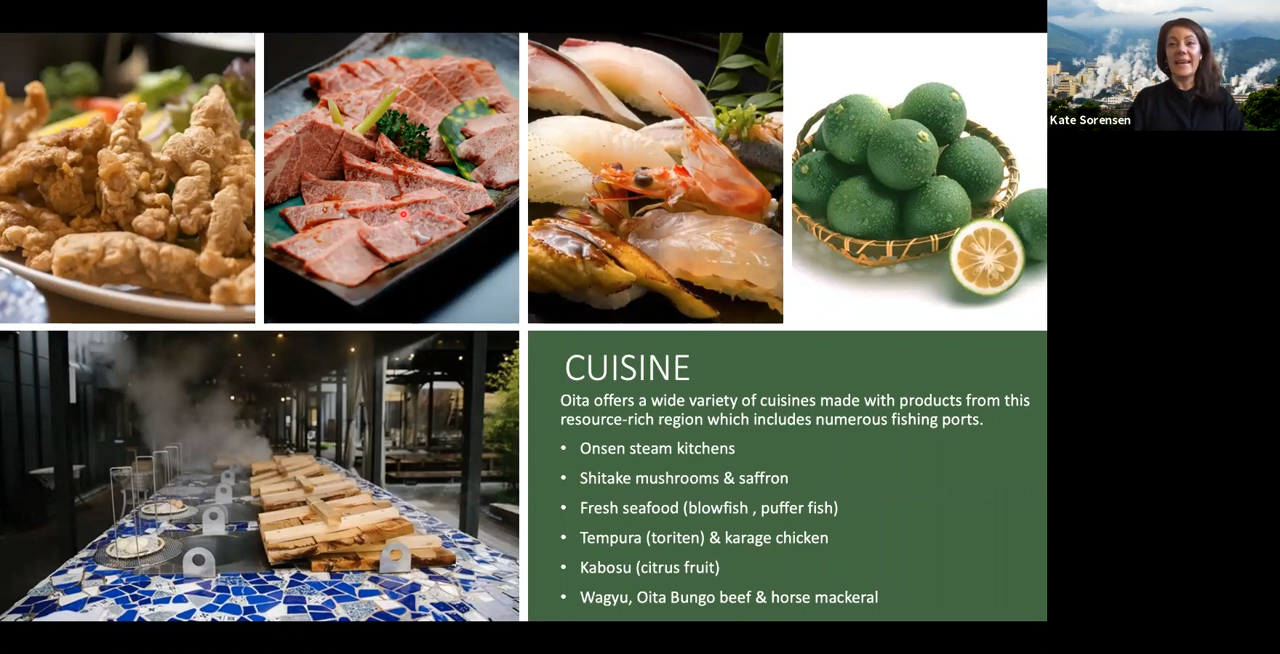 Kate Sorensen
CUISINE
Oita offers a wide variety of cuisines made with products from this
resource-rich region which includes numerous fishing ports.
• Onsen steam kitchens
• Shitake mushrooms & saffron
• Fresh seafood (blowfish , puffer fish)
• Tempura (toriten) & karage chicken
• Kabosu (citrus fruit)
• Wagyu, Oita Bungo beef & horse mackeral